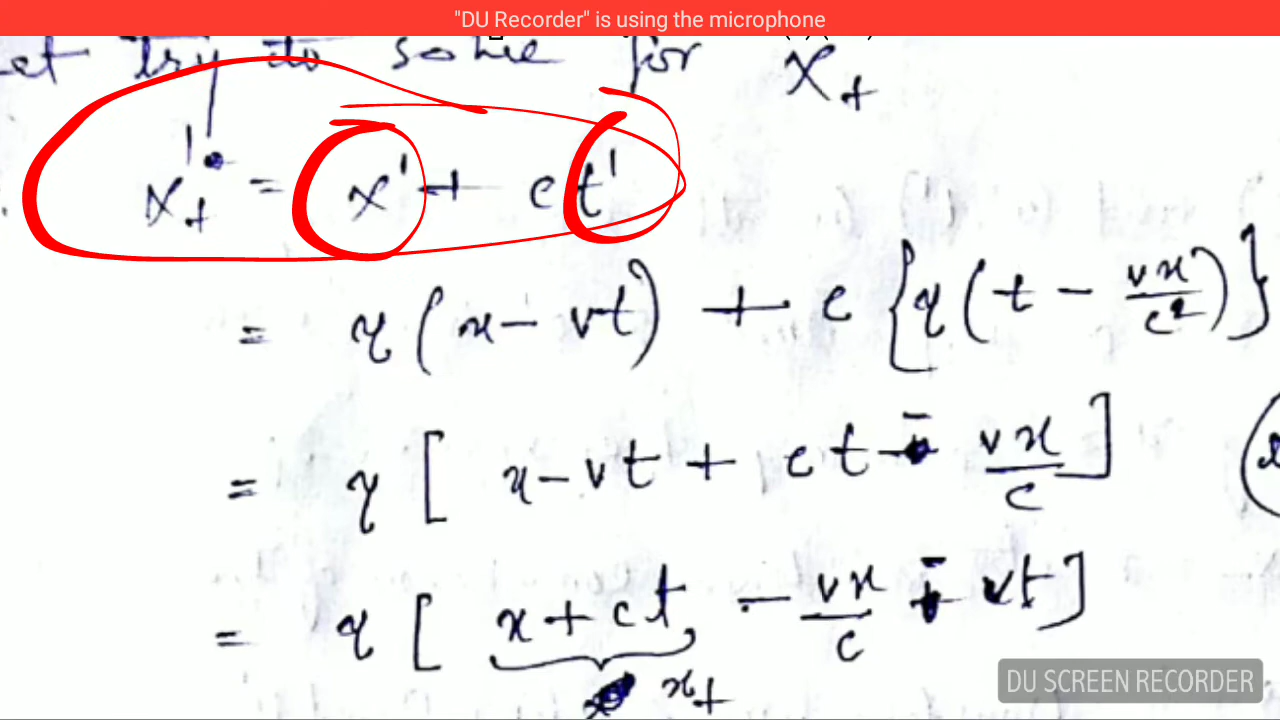 "DU Recorder" is using the microphone
et try to solve for X₊
X'₊ = x' + ct'
= γ(x - vt) + c{γ(t - vx/c²)}
= γ[x - vt + ct - vx/c]
= γ[x + ct - vx/c - vt]
x₊
DU SCREEN RECORDER